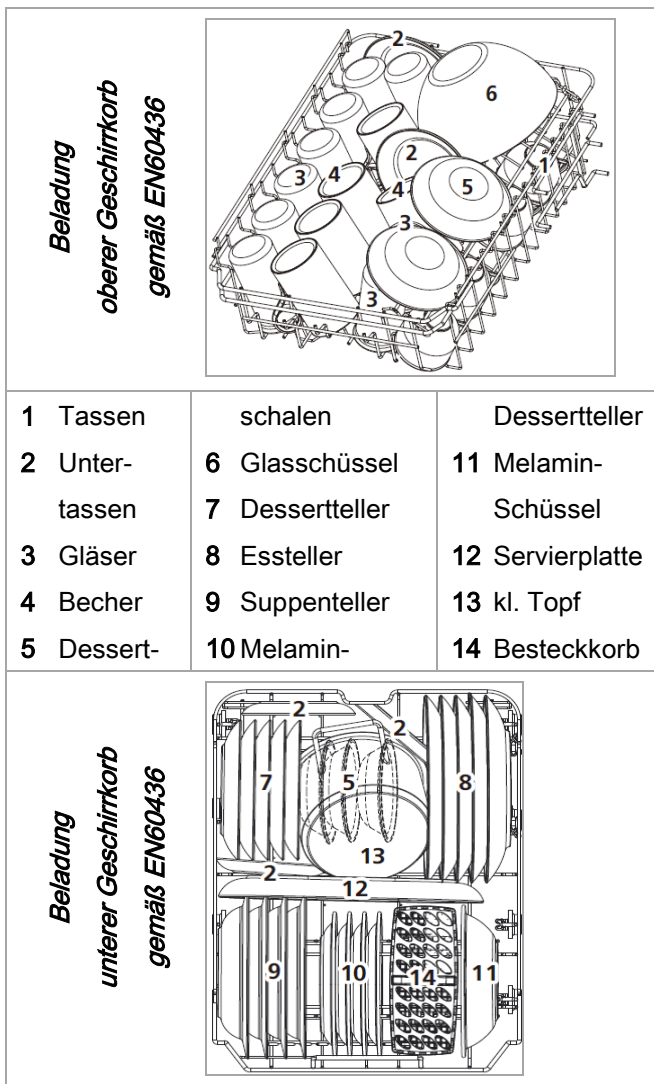 Beladung
oberer Geschirrkorb
gemäß EN60436
2
6
1
2
3
4
4
5
3
3
1 Tassen
2 Unter-
tassen
3 Gläser
4 Becher
5 Dessert-
schalen
6 Glasschüssel
7 Dessertteller
8 Essteller
9 Suppenteller
10 Melamin-
Dessertteller
11 Melamin-
Schüssel
12 Servierplatte
13 kl. Topf
14 Besteckkorb
Beladung
unterer Geschirrkorb
gemäß EN60436
2
2
7
5
8
13
2
12
9
10
14
11